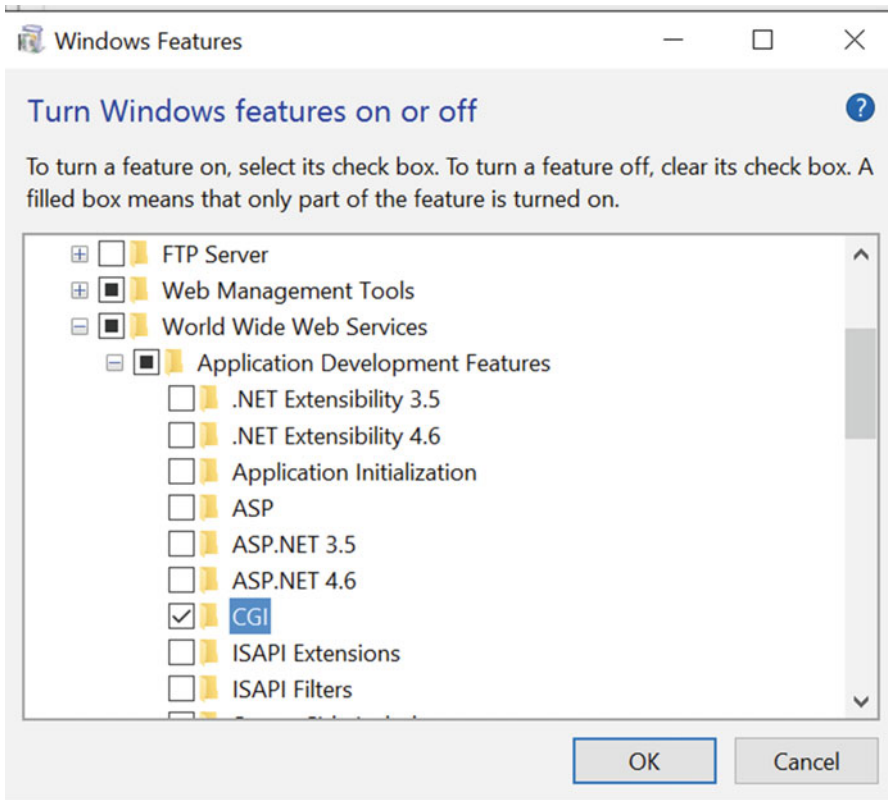 Windows Features
Turn Windows features on or off
To turn a feature on, select its check box. To turn a feature off, clear its check box. A
filled box means that only part of the feature is turned on.
FTP Server
Web Management Tools
World Wide Web Services
Application Development Features
.NET Extensibility 3.5
.NET Extensibility 4.6
Application Initialization
ASP
ASP.NET 3.5
ASP.NET 4.6
CGI
ISAPI Extensions
ISAPI Filters
OK Cancel